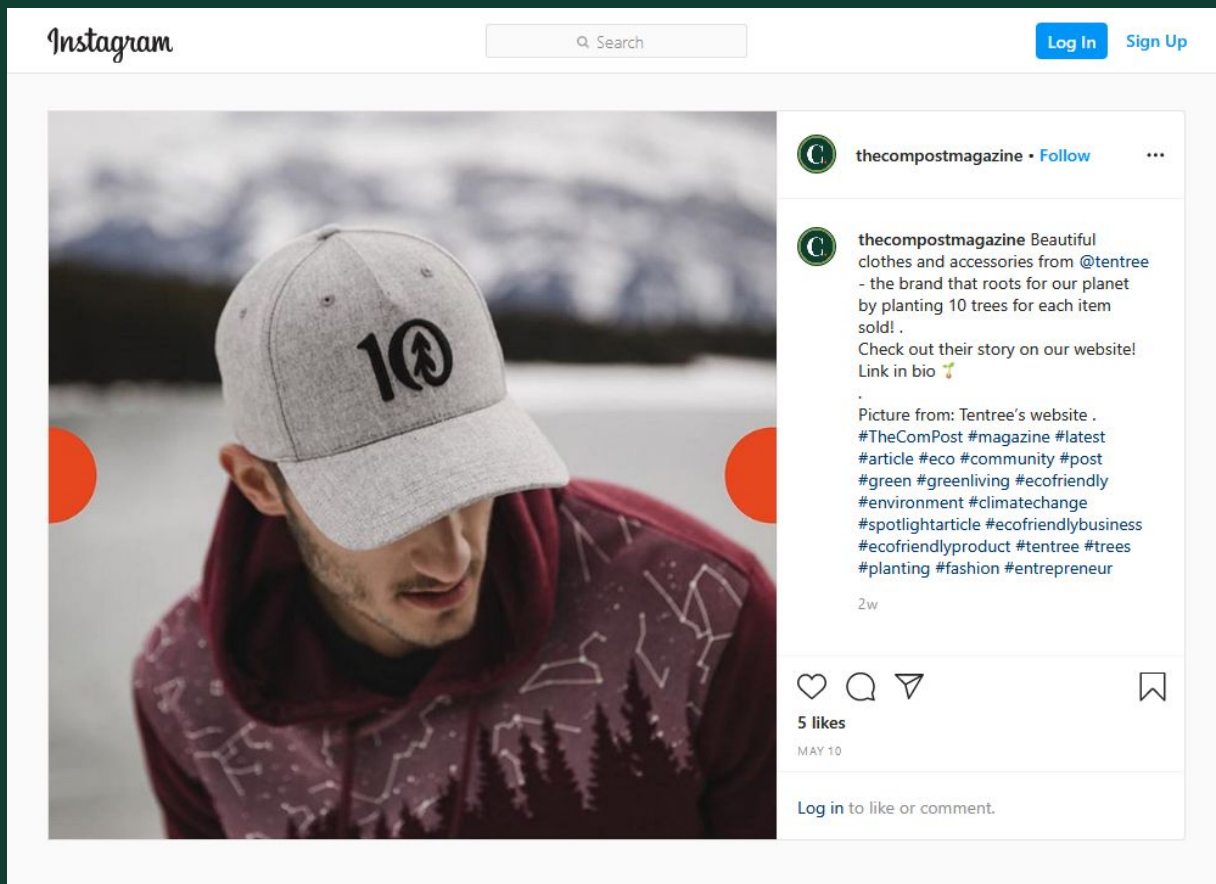 Instagram
Search
Log In
Sign Up
10
C.
thecompostmagazine • Follow
...
C.
thecompostmagazine Beautiful
clothes and accessories from @tentree
- the brand that roots for our planet
by planting 10 trees for each item
sold! .
Check out their story on our website!
Link in bio 🌱
.
Picture from: Tentree’s website .
#TheComPost #magazine #latest
#article #eco #community #post
#green #greenliving #ecofriendly
#environment #climatechange
#spotlightarticle #ecofriendlybusiness
#ecofriendlyproduct #tentree #trees
#planting #fashion #entrepreneur
2w
5 likes
MAY 10
Log in to like or comment.